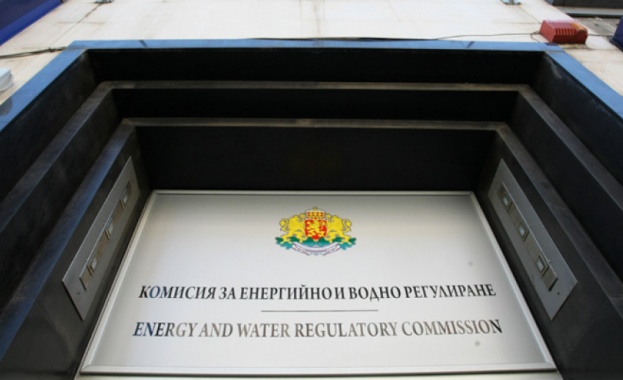 КОМИСИЯ ЗА ЕНЕРГИЙНО И ВОДНО РЕГУЛИРАНЕ
ENERGY AND WATER REGULATORY COMMISSION